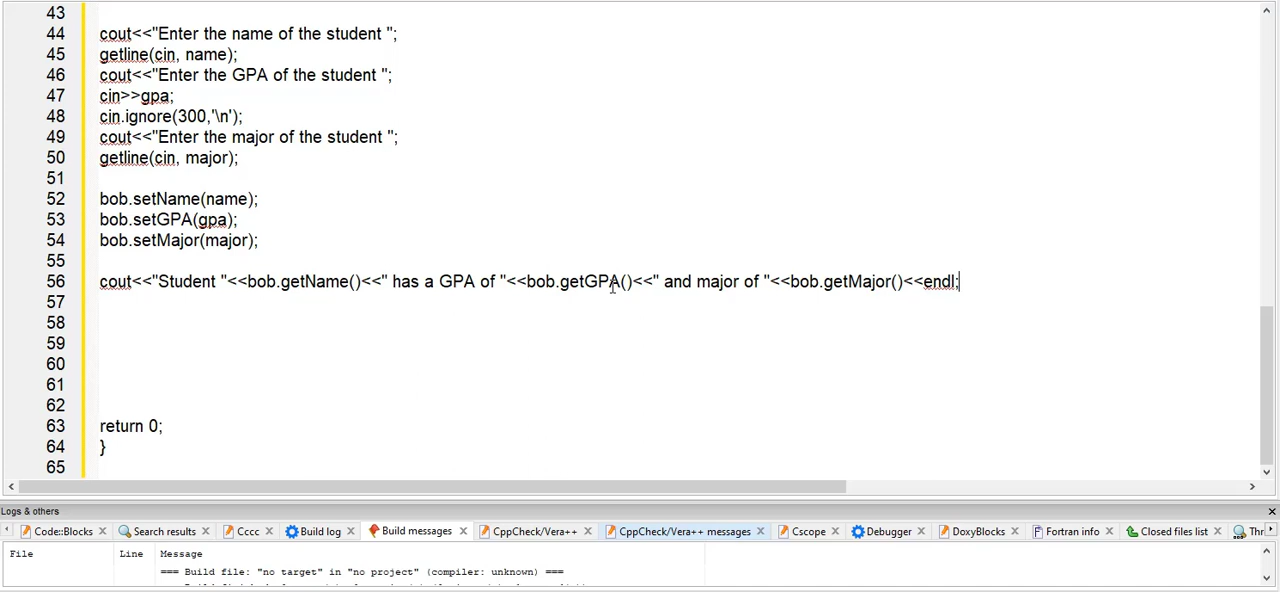 43
44 cout<<"Enter the name of the student ";
45 getline(cin, name);
46 cout<<"Enter the GPA of the student ";
47 cin>>gpa;
48 cin.ignore(300,'\n');
49 cout<<"Enter the major of the student ";
50 getline(cin, major);
51
52 bob.setName(name);
53 bob.setGPA(gpa);
54 bob.setMajor(major);
55
56 cout<<"Student "<<bob.getName()<<" has a GPA of "<<bob.getGPA()<<" and major of "<<bob.getMajor()<<endl;
57
58
59
60
61
62
63 return 0;
64 }
65
Logs & others
Code::Blocks Search results Cccc Build log Build messages CppCheck/Vera++ CppCheck/Vera++ messages Cscope Debugger DoxyBlocks Fortran info Closed files list Thr
File Line Message
=== Build file: "no target" in "no project" (compiler: unknown) ===